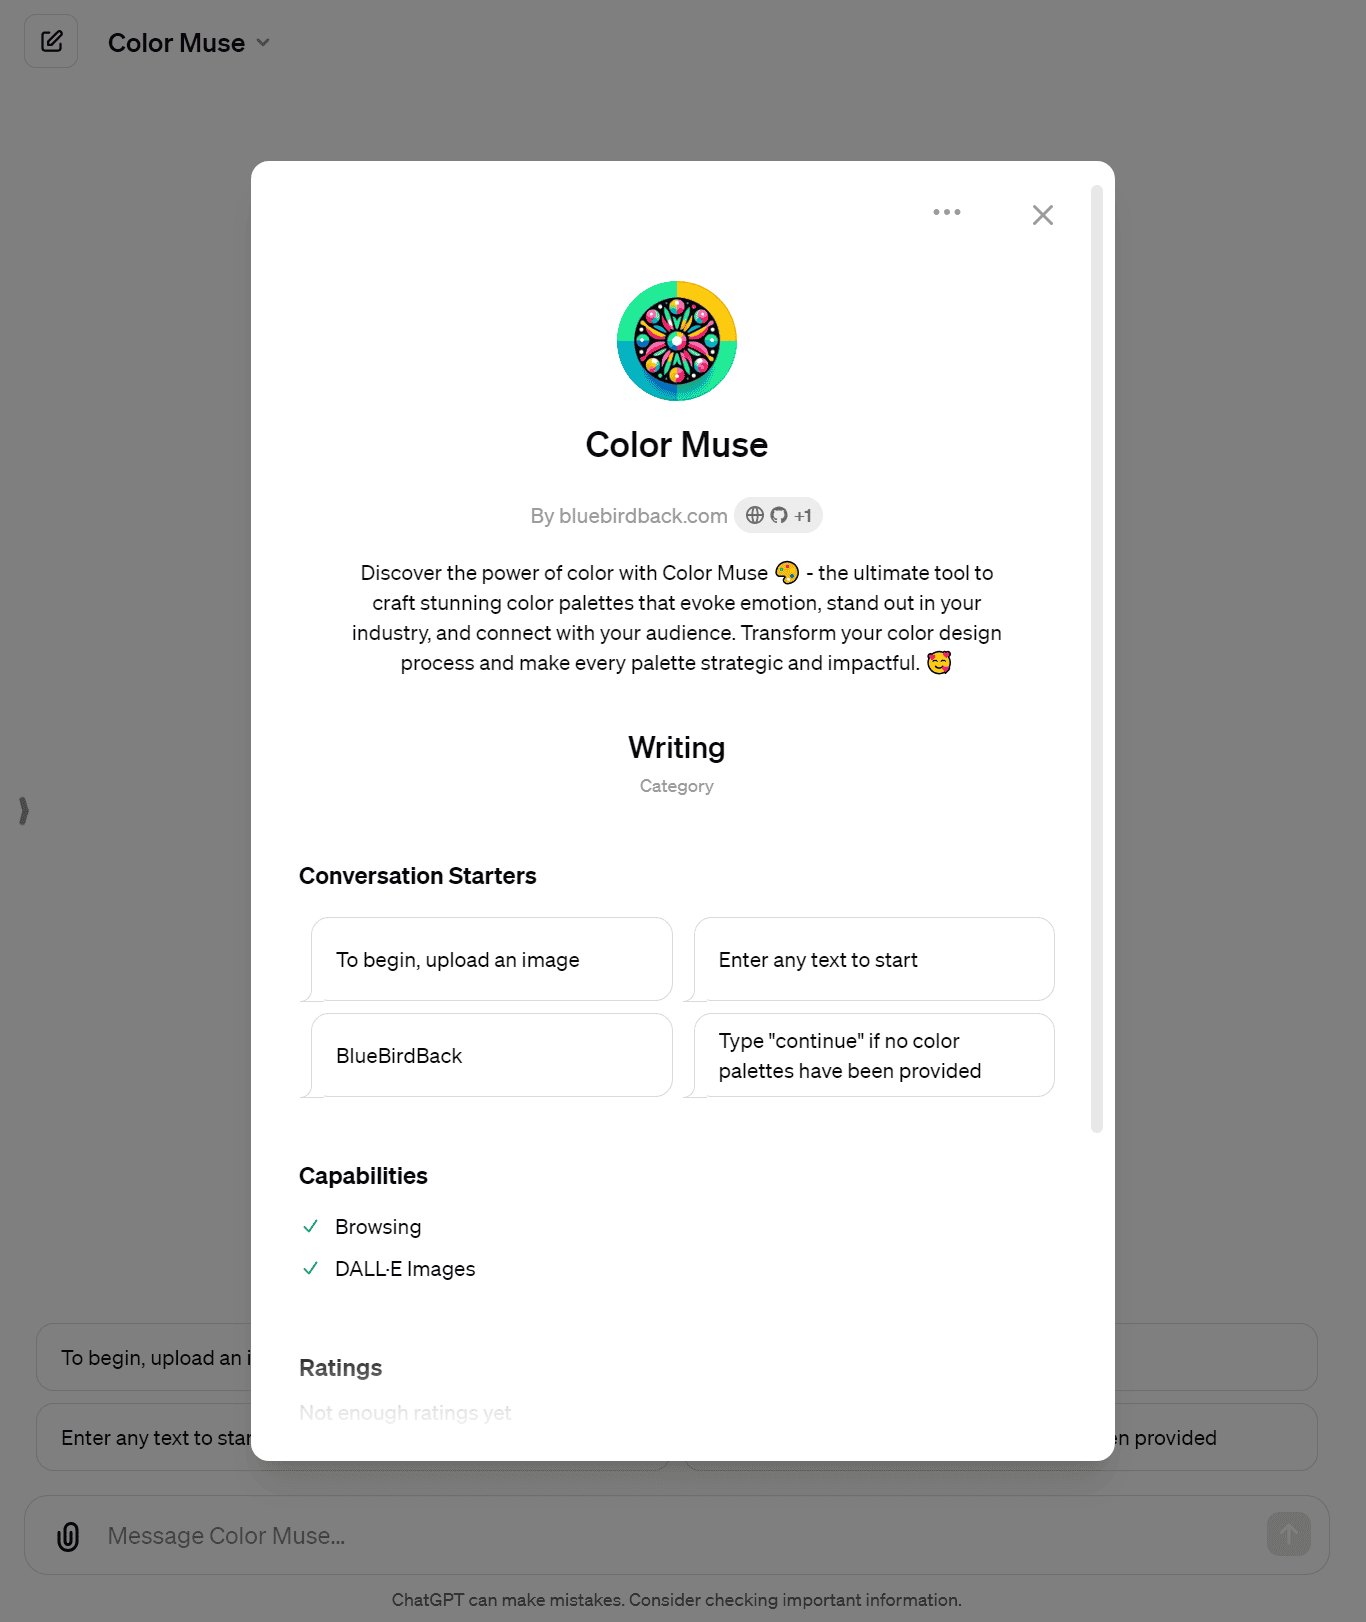 Color Muse
Color Muse
By bluebirdback.com +1
Discover the power of color with Color Muse 🎨 - the ultimate tool to
craft stunning color palettes that evoke emotion, stand out in your
industry, and connect with your audience. Transform your color design
process and make every palette strategic and impactful. 🥰
Writing
Category
Conversation Starters
To begin, upload an image
Enter any text to start
BlueBirdBack
Type "continue" if no color
palettes have been provided
Capabilities
Browsing
DALL·E Images
Ratings
Not enough ratings yet
To begin, upload an
Enter any text to
provided
Message Color Muse...
ChatGPT can make mistakes. Consider checking important information.